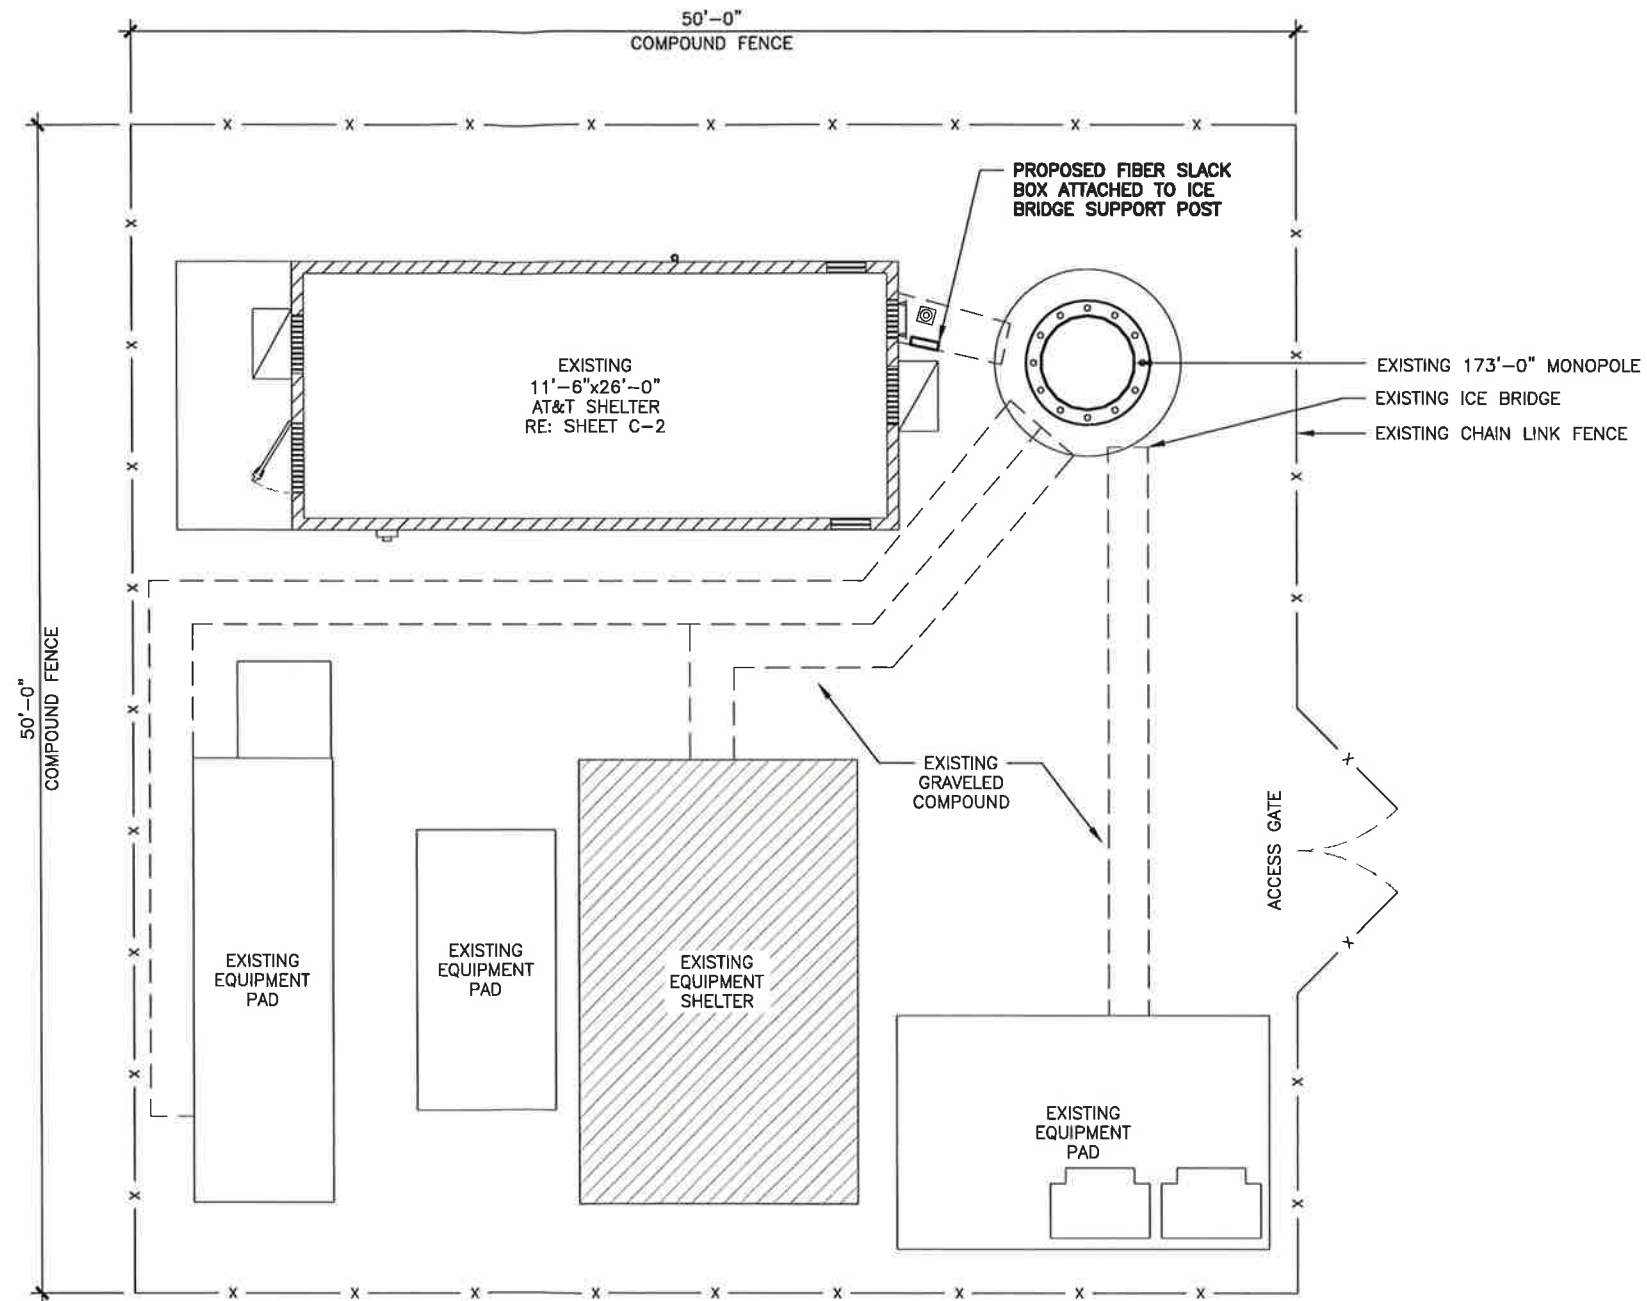 50'-0"
COMPOUND FENCE
PROPOSED FIBER SLACK
BOX ATTACHED TO ICE
BRIDGE SUPPORT POST
EXISTING
11'-6"x26'-0"
AT&T SHELTER
RE: SHEET C-2
EXISTING 173'-0" MONOPOLE
EXISTING ICE BRIDGE
EXISTING CHAIN LINK FENCE
50'-0"
COMPOUND FENCE
EXISTING
GRAVELED
COMPOUND
ACCESS GATE
EXISTING
EQUIPMENT
PAD
EXISTING
EQUIPMENT
PAD
EXISTING
EQUIPMENT
SHELTER
EXISTING
EQUIPMENT
PAD